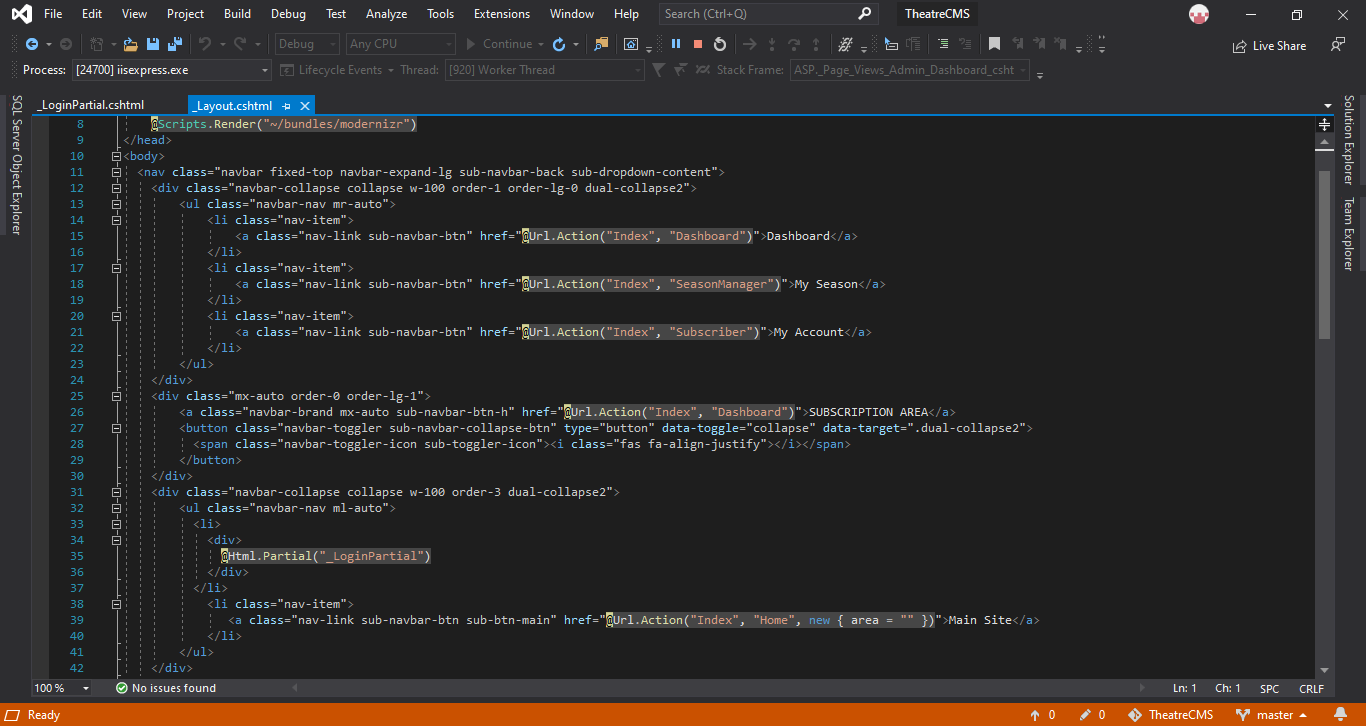 File Edit View Project Build Debug Test Analyze Tools Extensions Window Help Search (Ctrl+Q) TheatreCMS
Debug Any CPU Continue Live Share
Process: [24700] iisexpress.exe Lifecycle Events Thread: [920] Worker Thread Stack Frame: ASP._Page_Views_Admin_Dashboard_csht
SQL Server Object Explorer
_LoginPartial.cshtml _Layout.cshtml
8 @Scripts.Render("~/bundles/modernizr")
9 </head>
10 <body>
11 <nav class="navbar fixed-top navbar-expand-lg sub-navbar-back sub-dropdown-content">
12 <div class="navbar-collapse collapse w-100 order-1 order-lg-0 dual-collapse2">
13 <ul class="navbar-nav mr-auto">
14 <li class="nav-item">
15 <a class="nav-link sub-navbar-btn" href="@Url.Action("Index", "Dashboard")">Dashboard</a>
16 </li>
17 <li class="nav-item">
18 <a class="nav-link sub-navbar-btn" href="@Url.Action("Index", "SeasonManager")">My Season</a>
19 </li>
20 <li class="nav-item">
21 <a class="nav-link sub-navbar-btn" href="@Url.Action("Index", "Subscriber")">My Account</a>
22 </li>
23 </ul>
24 </div>
25 <div class="mx-auto order-0 order-lg-1">
26 <a class="navbar-brand mx-auto sub-navbar-btn-h" href="@Url.Action("Index", "Dashboard")">SUBSCRIPTION AREA</a>
27 <button class="navbar-toggler sub-navbar-collapse-btn" type="button" data-toggle="collapse" data-target=".dual-collapse2">
28 <span class="navbar-toggler-icon sub-toggler-icon"><i class="fas fa-align-justify"></i></span>
29 </button>
30 </div>
31 <div class="navbar-collapse collapse w-100 order-3 dual-collapse2">
32 <ul class="navbar-nav ml-auto">
33 <li>
34 <div>
35 @Html.Partial("_LoginPartial")
36 </div>
37 </li>
38 <li class="nav-item">
39 <a class="nav-link sub-navbar-btn sub-btn-main" href="@Url.Action("Index", "Home", new { area = "" })">Main Site</a>
40 </li>
41 </ul>
42 </div>
Solution Explorer
Team Explorer
100 % No issues found Ln: 1 Ch: 1 SPC CRLF
Ready 0 0 TheatreCMS master